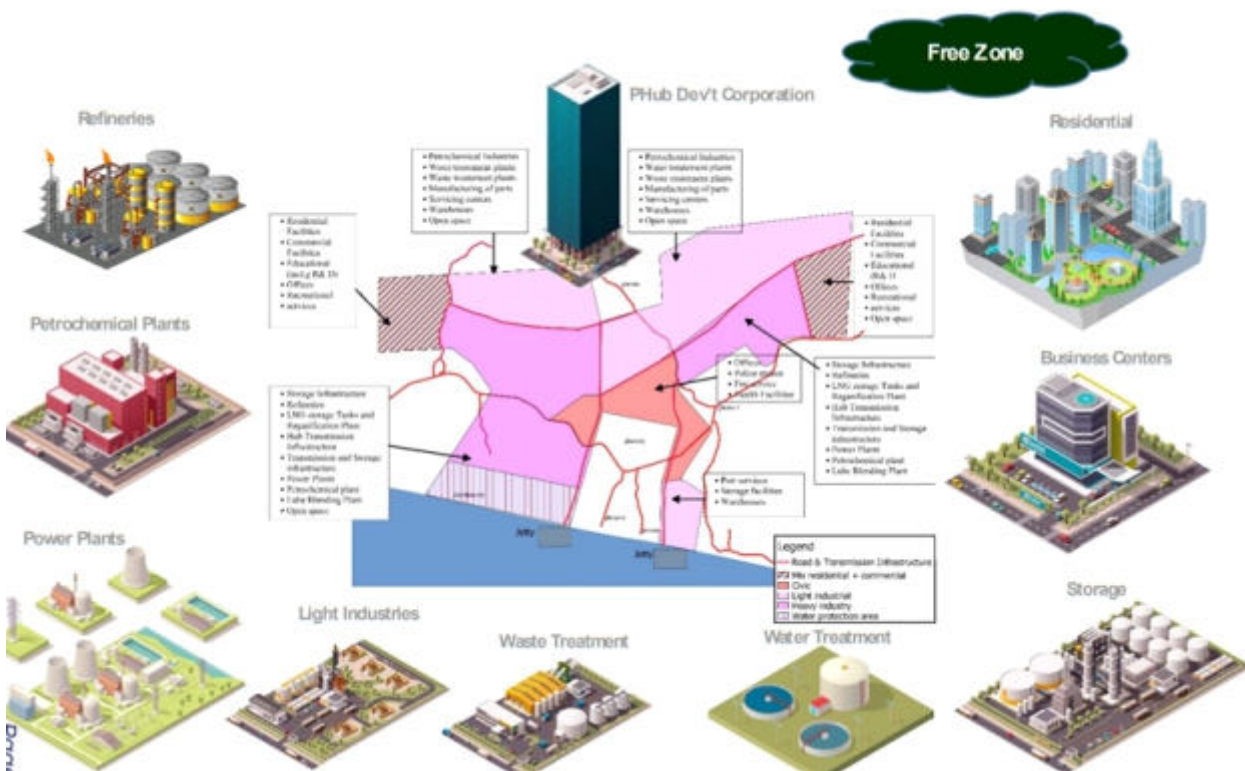 Free Zone
PHub Dev't Corporation
Refineries
Residential
• Petrochemical Industries
• Waste treatment plants
• Waste treatment plants
• Manufacturing of parts
• Servicing centers
• Warehouses
• Open space
• Petrochemical Industries
• Water treatment plants
• Waste treatment plants
• Manufacturing of parts
• Servicing centers
• Warehouses
• Open space
• Residential
Facilities
• Commercial
Facilities
• Educational
• Offices
• Recreational
• services
• Residential
Facilities
• Commercial
Facilities
• Educational
• Offices
• Recreational
services
• Open space
Petrochemical Plants
Business Centers
• Offices
• Police station
• Fire service
• Health Facilities
• Storage Infrastructure
• Refineries
• LNG storage Tanks and
Regasification Plant
• Hub Transmission
Infrastructure
• Transmission and Storage
infrastructure
• Power Plants
• Petrochemical plant
• Lube Blending Plant
• Open space
• Storage Infrastructure
• Refineries
• LNG storage Tanks and
Regasification Plant
• Hub Transmission
Infrastructure
• Transmission and Storage
infrastructure
• Power Plants
• Petrochemical plant
• Lube Blending Plant
• Port services
• Storage facilities
• Warehouses
Jetty
Jetty
Legend
Road & Transmission Infrastructure
Mix residential + commercial
Civic
Light industrial
Heavy industry
Water protection area
Power Plants
Light Industries
Waste Treatment
Water Treatment
Storage